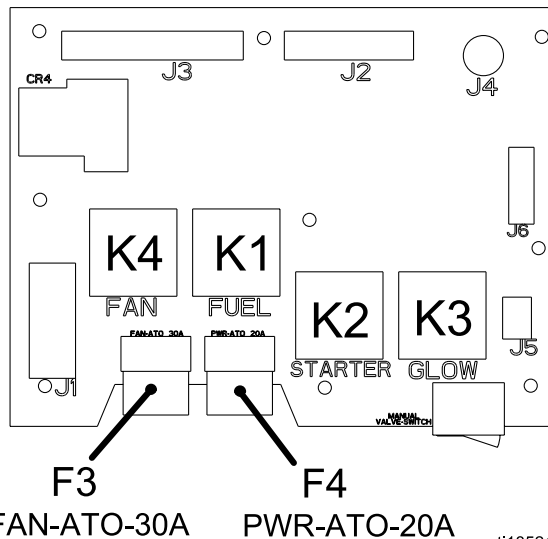 J3
J2
J4
CR4
J6
K4
K1
FAN
FUEL
K2
K3
J5
FAN-ATO 30A
PWR-ATO 20A
STARTER
GLOW
J1
MANUAL
VALVE-SWITCH
F3
F4
FAN-ATO-30A
PWR-ATO-20A